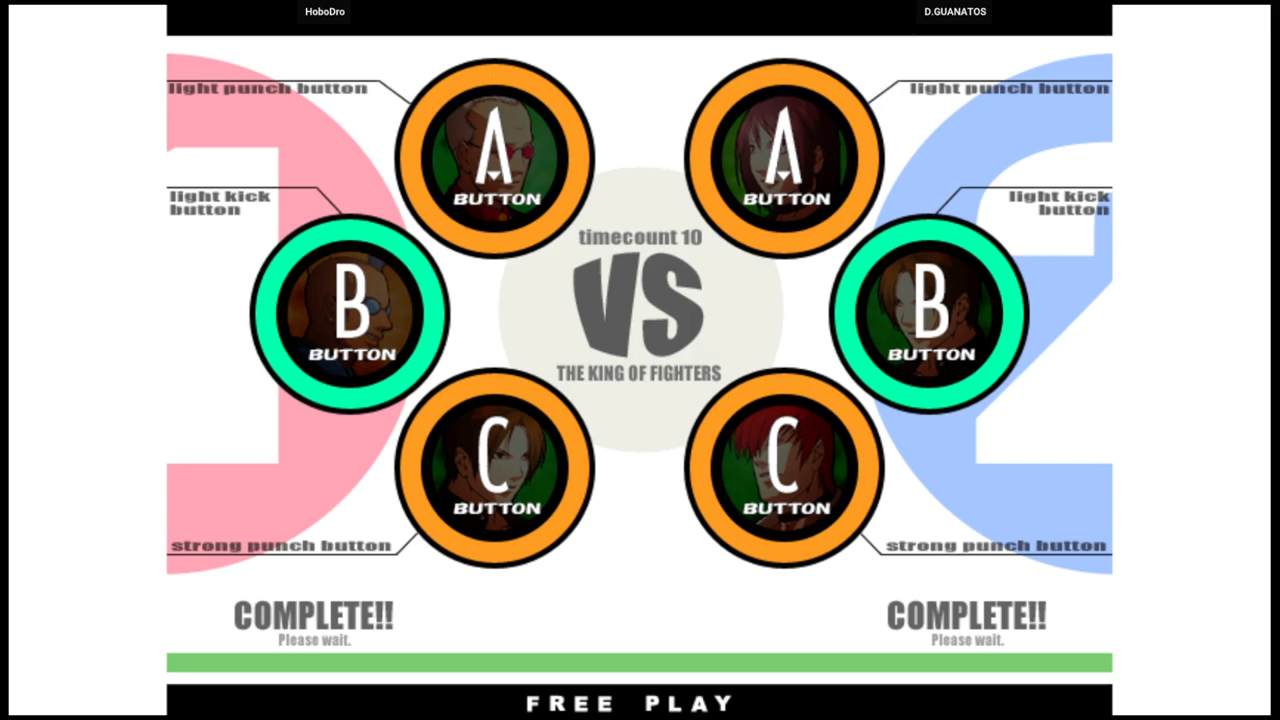 HoboDro
D.GUANATOS
light punch button
A
BUTTON
A
BUTTON
light punch button
light kick
button
light kick
button
B
BUTTON
timecount 10
VS
THE KING OF FIGHTERS
B
BUTTON
C
BUTTON
C
BUTTON
strong punch button
strong punch button
1
2
COMPLETE!!
Please wait.
COMPLETE!!
Please wait.
FREE PLAY